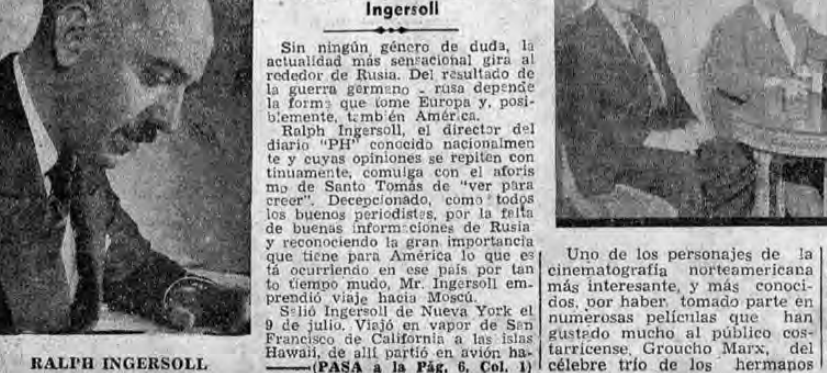 Ingersoll
Sin ningún género de duda, la
actualidad más sensacional gira al
rededor de Rusia. Del resultado de
la guerra germano - rusa depende
la forma que tome Europa y, posi-
blemente, también América.
Ralph Ingersoll, el director del
diario "PH" conocido nacionalmen
te y cuyas opiniones se repiten con
tinuamente, comulga con el aforis
mo de Santo Tomás de "ver para
creer". Decepcionado, como todos
los buenos periodistas, por la falta
de buenas informaciones de Rusia
y reconociendo la gran importancia
que tiene para América lo que es
tá ocurriendo en ese país por tan
to tiempo mudo, Mr. Ingersoll em-
prendió viaje hacia Moscú.
Salió Ingersoll de Nueva York el
9 de julio. Viajó en vapor de San
Francisco de California a las islas
Hawaii, de allí partió en avión ha-
(PASA a la Pág. 6, Col. 1)
RALPH INGERSOLL
Uno de los personajes de la
cinematografía norteamericana
más interesante, y más conoci-
dos, por haber tomado parte en
numerosas películas que han
gustado mucho al público cos-
tarricense, Groucho Marx, del
célebre trío de los hermanos